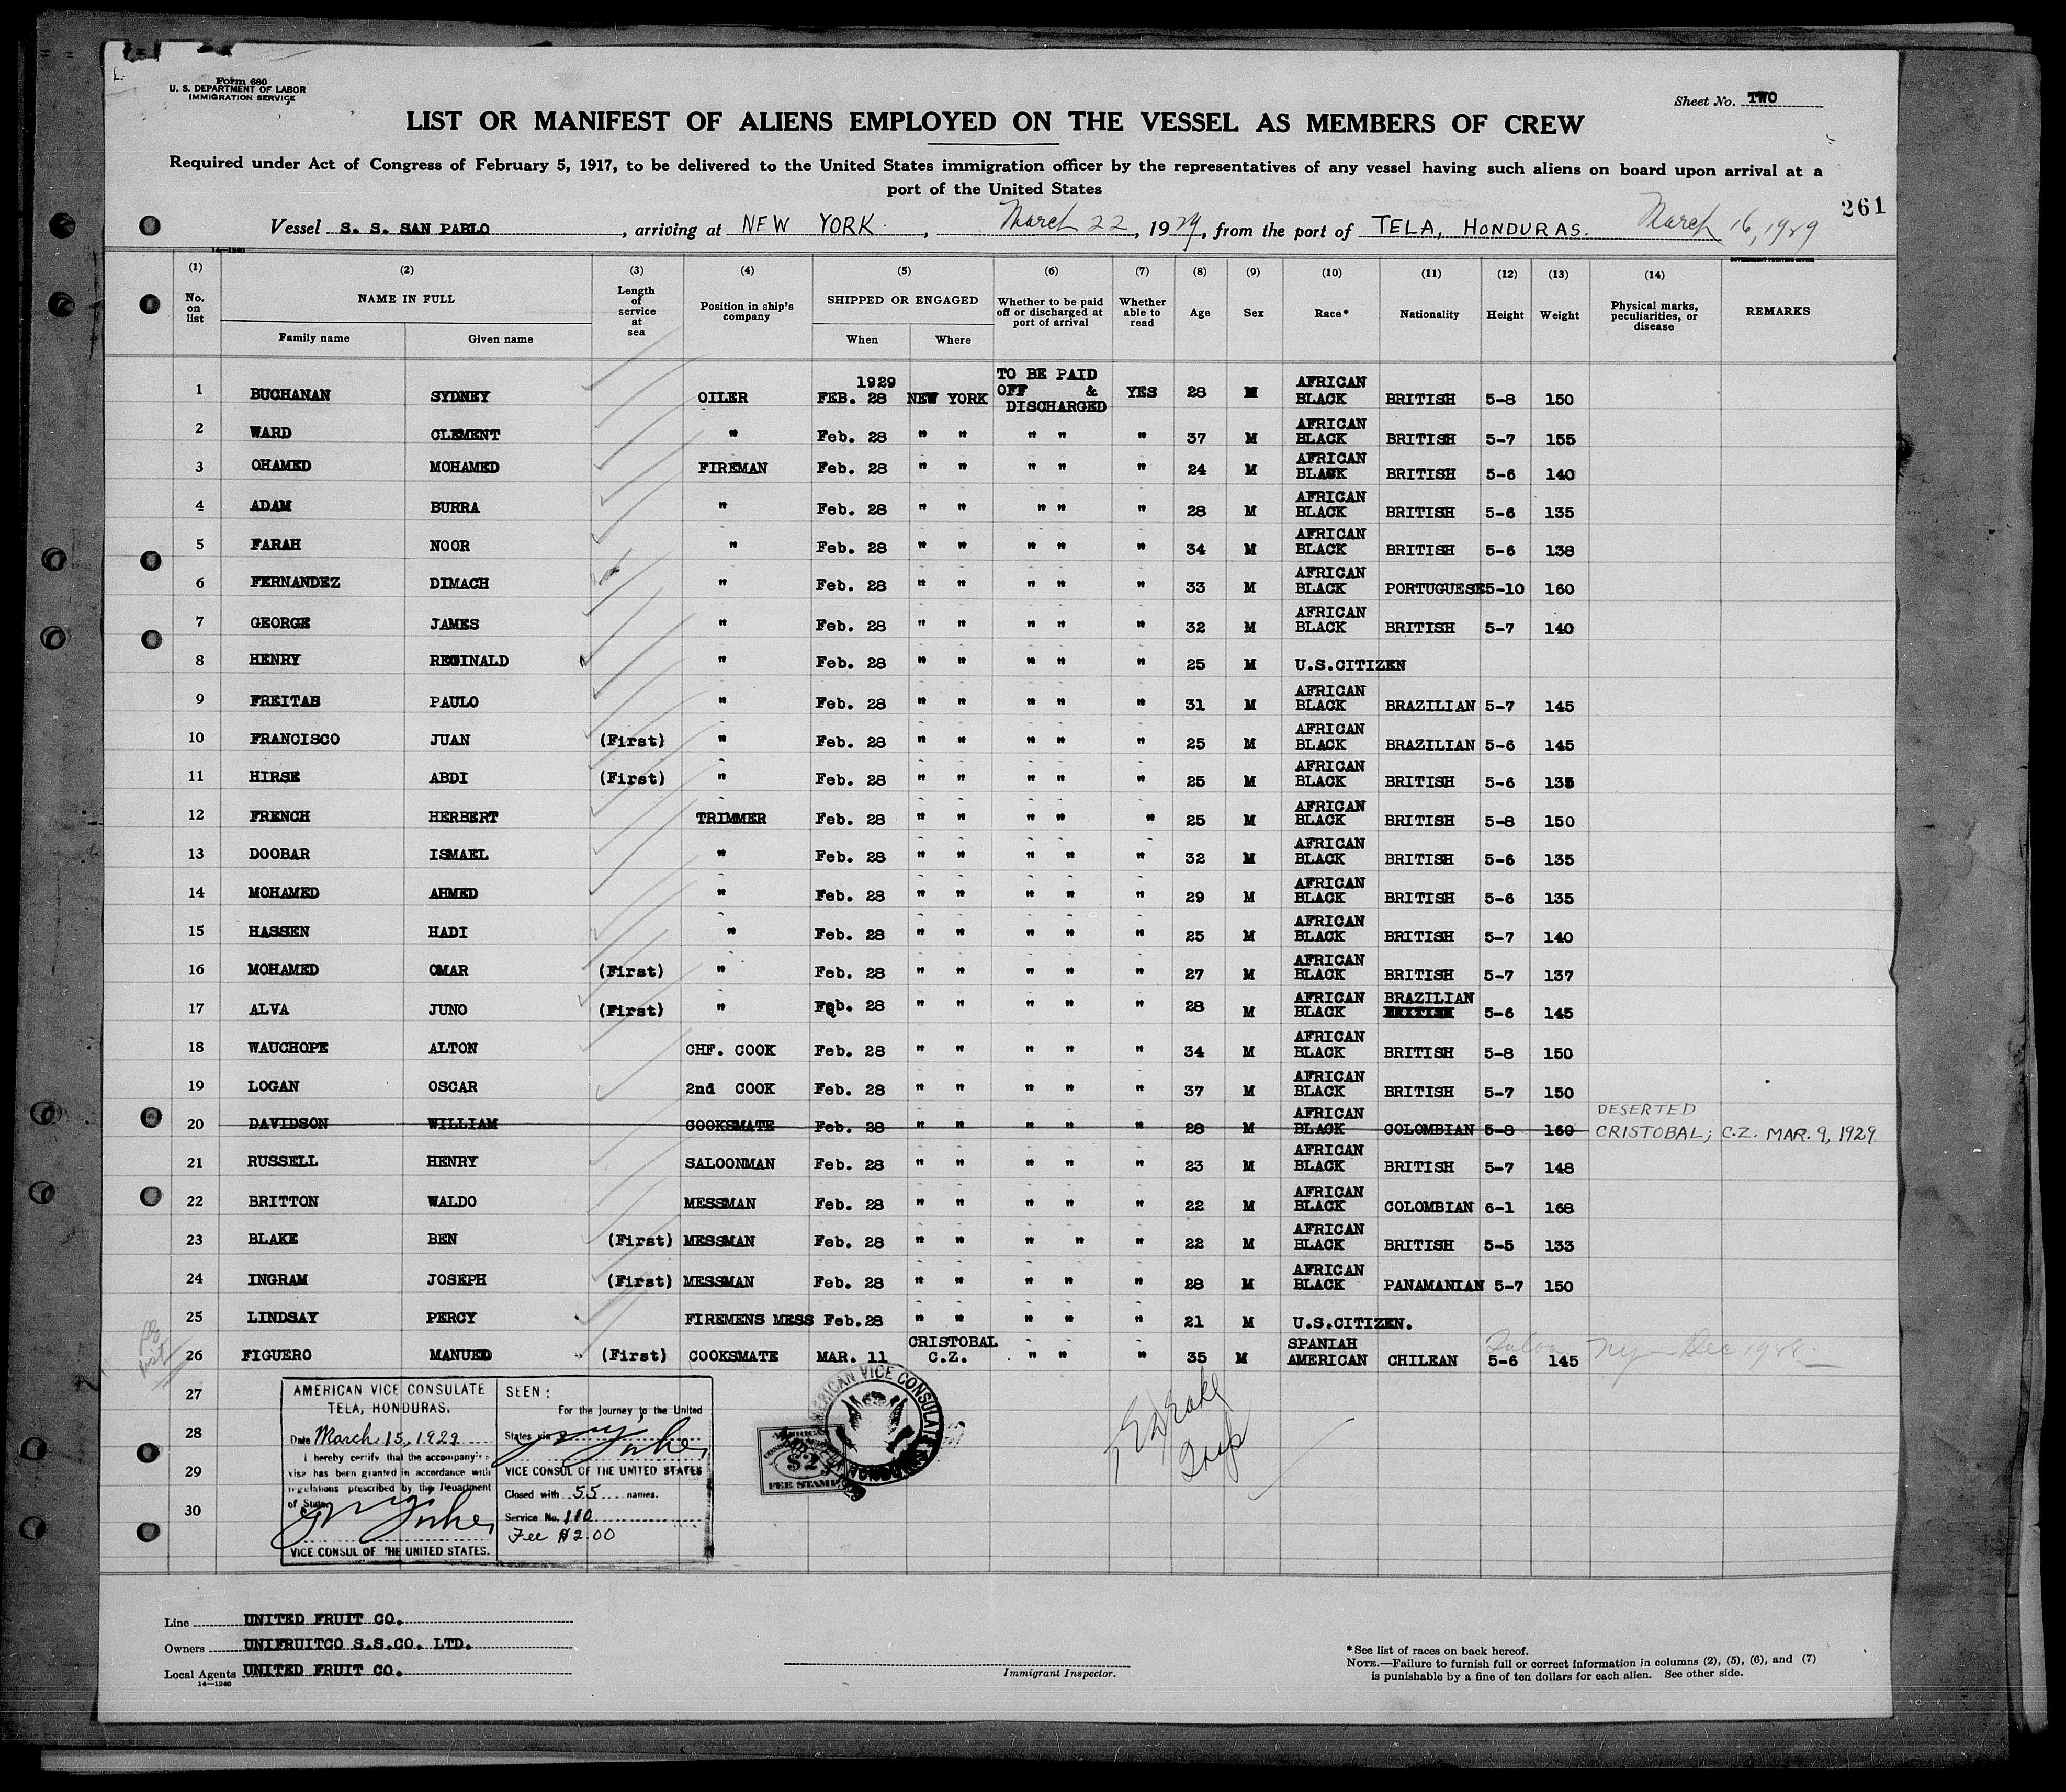 Form 680
U. S. DEPARTMENT OF LABOR
IMMIGRATION SERVICE
Sheet No. TWO
LIST OR MANIFEST OF ALIENS EMPLOYED ON THE VESSEL AS MEMBERS OF CREW
Required under Act of Congress of February 5, 1917, to be delivered to the United States immigration officer by the representatives of any vessel having such aliens on board upon arrival at a
port of the United States
261
Vessel S. S. SAN PABLO, arriving at NEW YORK., March 22, 1929, from the port of TELA, HONDURAS. March 16, 1929
14-1240
(1) (2) (3) (4) (5) (6) (7) (8) (9) (10) (11) (12) (13) (14)
No. on list NAME IN FULL Family name Given name Length of service at sea Position in ship's company SHIPPED OR ENGAGED When Where Whether to be paid off or discharged at port of arrival Whether able to read Age Sex Race* Nationality Height Weight Physical marks, peculiarities, or disease REMARKS
1 BUCHANAN SYDNEY OILER 1929 FEB. 28 NEW YORK TO BE PAID OFF & DISCHARGED YES 28 M AFRICAN BLACK BRITISH 5-8 150
2 WARD CLEMENT " Feb. 28 " " " " " 37 M AFRICAN BLACK BRITISH 5-7 155
3 OHAMED MOHAMED FIREMAN Feb. 28 " " " " " 24 M AFRICAN BLACK BRITISH 5-6 140
4 ADAM BURRA " Feb. 28 " " " " " 28 M AFRICAN BLACK BRITISH 5-6 135
5 FARAH NOOR " Feb. 28 " " " " " 34 M AFRICAN BLACK BRITISH 5-6 138
6 FERNANDEZ DIMACH " Feb. 28 " " " " " 33 M AFRICAN BLACK PORTUGUESE 5-10 160
7 GEORGE JAMES " Feb. 28 " " " " " 32 M AFRICAN BLACK BRITISH 5-7 140
8 HENRY REGINALD " Feb. 28 " " " " " 25 M U.S.CITIZEN
9 FREITAS PAULO " Feb. 28 " " " " " 31 M AFRICAN BLACK BRAZILIAN 5-7 145
10 FRANCISCO JUAN (First) " Feb. 28 " " " " " 25 M AFRICAN BLACK BRAZILIAN 5-6 145
11 HIRSE ABDI (First) " Feb. 28 " " " " " 25 M AFRICAN BLACK BRITISH 5-6 135
12 FRENCH HERBERT TRIMMER Feb. 28 " " " " " 25 M AFRICAN BLACK BRITISH 5-8 150
13 DOOBAR ISMAEL " Feb. 28 " " " " " 32 M AFRICAN BLACK BRITISH 5-6 135
14 MOHAMED AHMED " Feb. 28 " " " " " 29 M AFRICAN BLACK BRITISH 5-6 135
15 HASSEN HADI " Feb. 28 " " " " " 25 M AFRICAN BLACK BRITISH 5-7 140
16 MOHAMED OMAR (First) " Feb. 28 " " " " " 27 M AFRICAN BLACK BRITISH 5-7 137
17 ALVA JUNO (First) " Feb. 28 " " " " " 28 M AFRICAN BLACK BRAZILIAN BRITISH 5-6 145
18 WAUCHOPE ALTON CHF. COOK Feb. 28 " " " " " 34 M AFRICAN BLACK BRITISH 5-8 150
19 LOGAN OSCAR 2nd COOK Feb. 28 " " " " " 37 M AFRICAN BLACK BRITISH 5-7 150
20 DAVIDSON WILLIAM COOKSMATE Feb. 28 " " " " " 28 M AFRICAN BLACK COLOMBIAN 5-8 160 DESERTED CRISTOBAL; C.Z. MAR. 9, 1929
21 RUSSELL HENRY SALOONMAN Feb. 28 " " " " " 23 M AFRICAN BLACK BRITISH 5-7 148
22 BRITTON WALDO MESSMAN Feb. 28 " " " " " 22 M AFRICAN BLACK COLOMBIAN 6-1 168
23 BLAKE BEN (First) MESSMAN Feb. 28 " " " " " 22 M AFRICAN BLACK BRITISH 5-5 133
24 INGRAM JOSEPH (First) MESSMAN Feb. 28 " " " " " 28 M AFRICAN BLACK PANAMANIAN 5-7 150
25 LINDSAY PERCY FIREMENS MESS Feb.28 " " " " " 21 M U.S.CITIZEN.
26 FIGUERO MANUEL (First) COOKSMATE MAR. 11 CRISTOBAL C.Z. " " " 35 M SPANIAH AMERICAN CHILEAN 5-6 145
27
28
29
30
AMERICAN VICE CONSULATE
TELA, HONDURAS.
Date March 15, 1929
I hereby certify that the accompany
visa has been granted in accordance with
regulations prescribed by the Department
of State.
VICE CONSUL OF THE UNITED STATES.
SEEN:
For the journey to the United
States via
VICE CONSUL OF THE UNITED STATES
Closed with 55 names.
Service No. 110
Fee $2.00
AMERICAN VICE CONSULATE
HONDURAS
$2
FEE STAMP
Line UNITED FRUIT CO.
Owners UNIFRUITCO S.S.CO. LTD.
Local Agents UNITED FRUIT CO.
14-1240
Immigrant Inspector.
*See list of races on back hereof.
NOTE.—Failure to furnish full or correct information in columns (2), (5), (6), and (7)
is punishable by a fine of ten dollars for each alien. See other side.